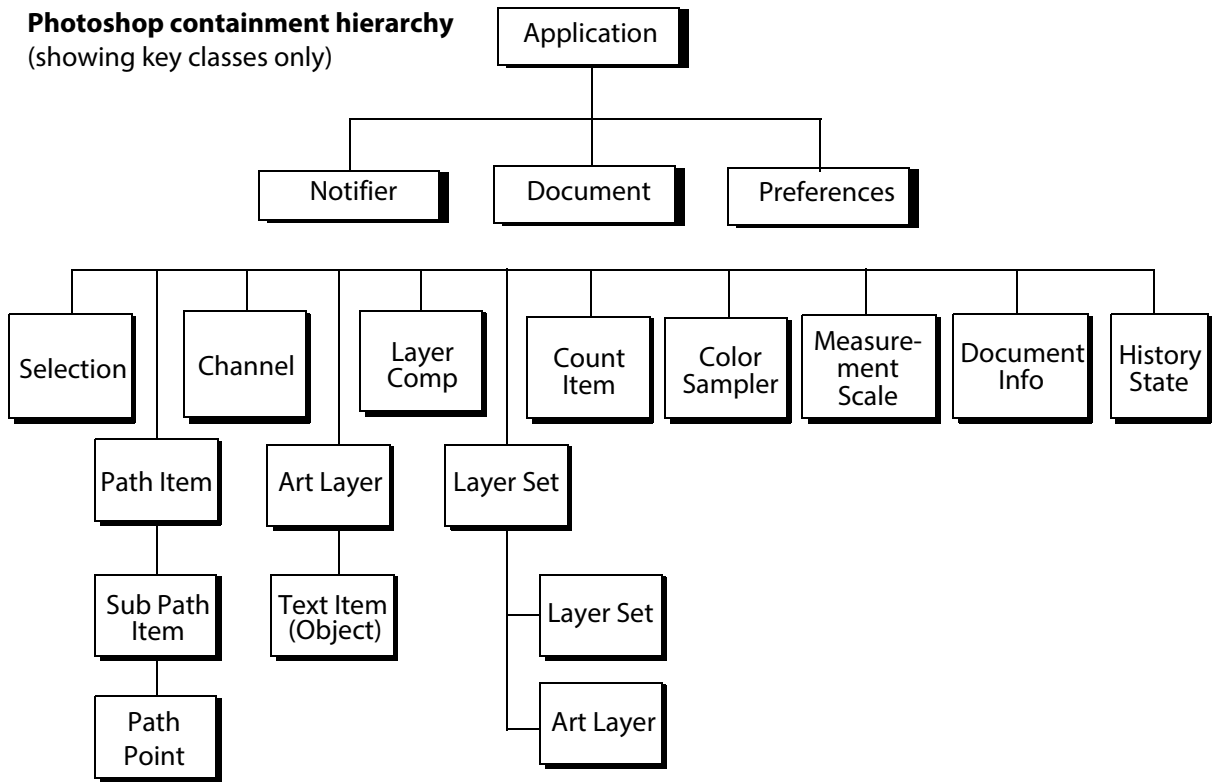 Photoshop containment hierarchy
(showing key classes only)
Application
Notifier
Document
Preferences
Selection
Channel
Layer
Comp
Count
Item
Color
Sampler
Measure-
ment
Scale
Document
Info
History
State
Path Item
Art Layer
Layer Set
Sub Path
Item
Text Item
(Object)
Layer Set
Path
Point
Art Layer